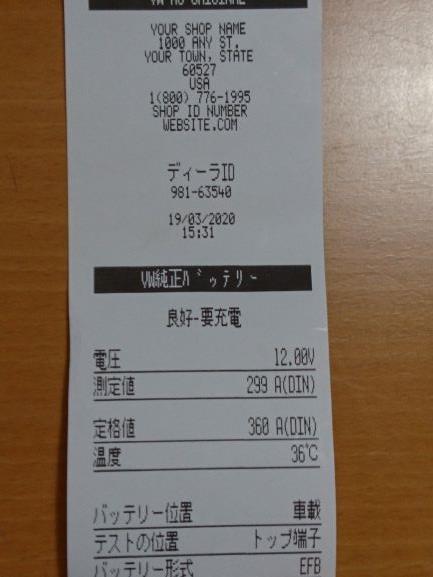 YOUR SHOP NAME
1000 ANY ST.
YOUR TOWN, STATE
60527
USA
1(800) 776-1995
SHOP ID NUMBER
WEBSITE.COM
ディーラID
981-63540
19/03/2020
15:31
VW純正ﾊﾞｯテリー
良好-要充電
電圧 12.00V
測定値 299 A(DIN)
定格値 360 A(DIN)
温度 36℃
バッテリー位置 車載
テストの位置 トップ端子
バッテリー形式 EFB